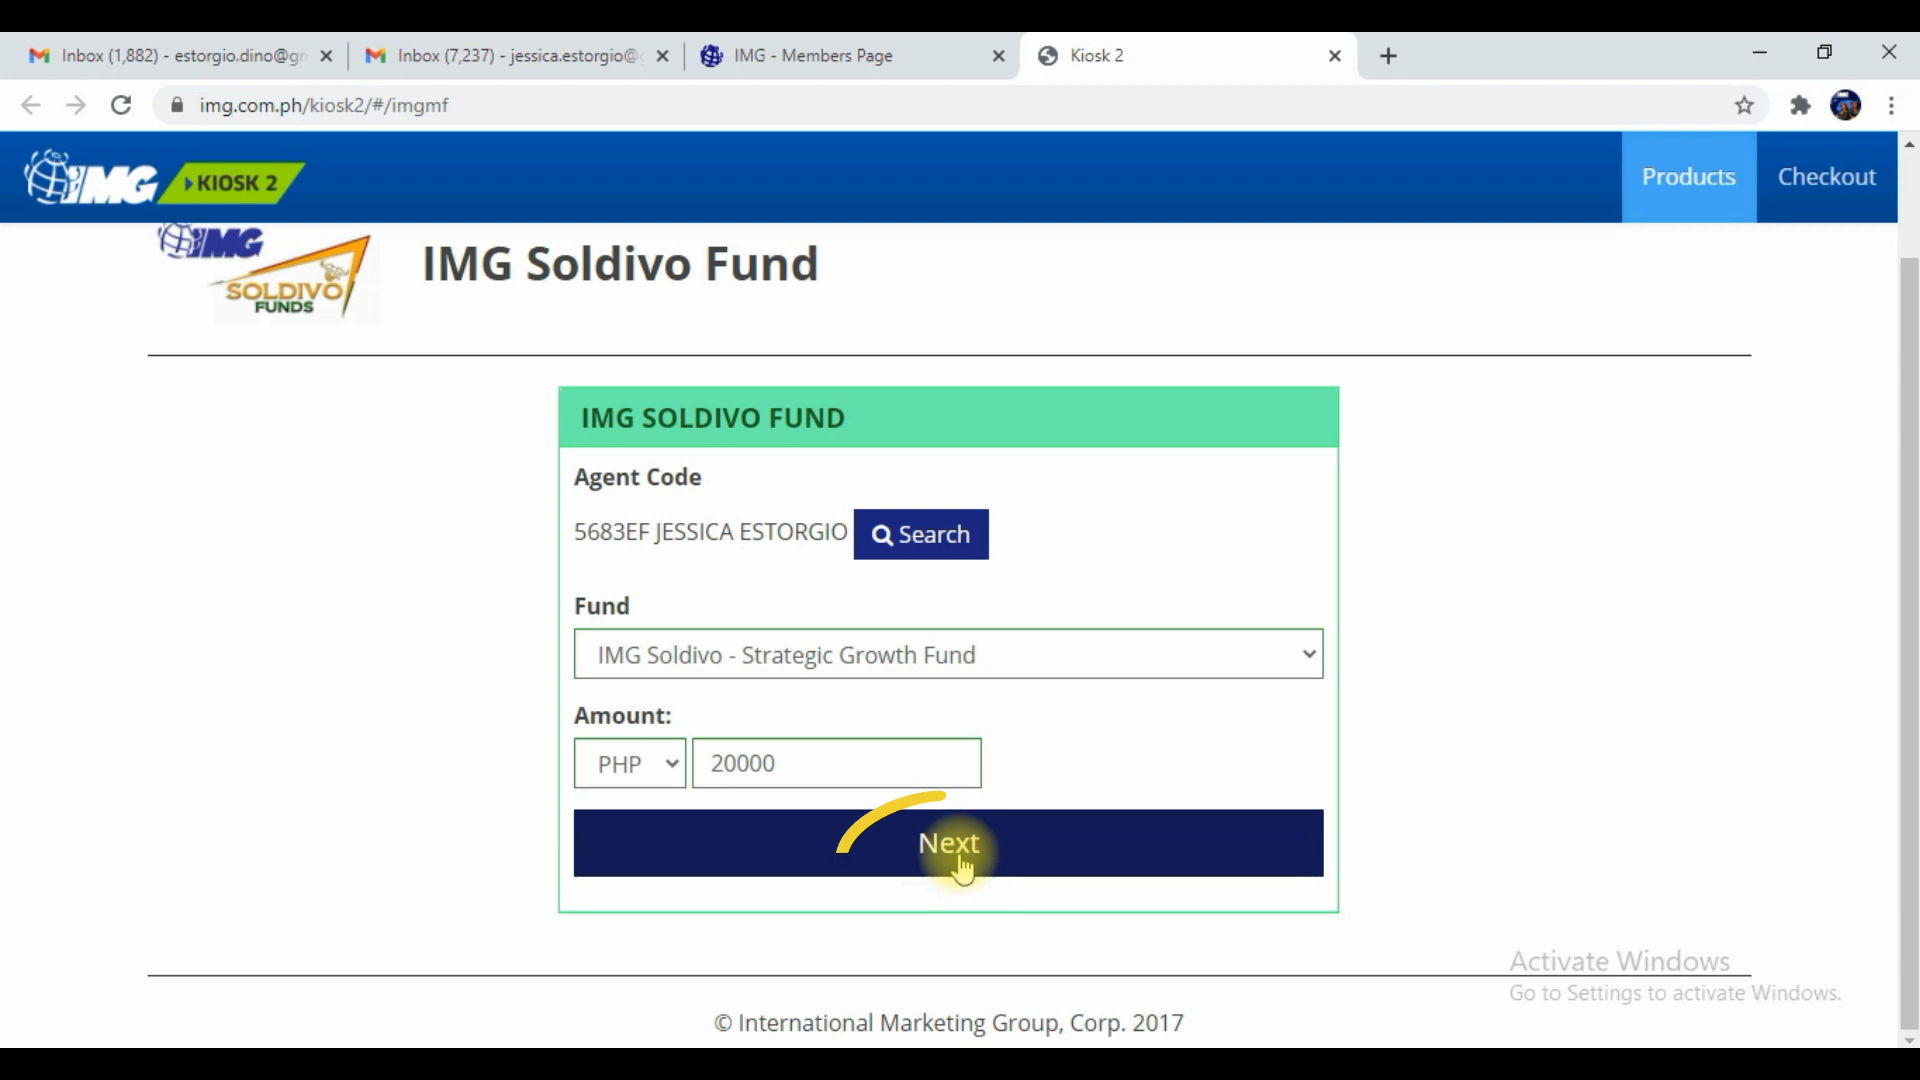 Inbox (1,882) - estorgio.dino@gm
Inbox (7,237) - jessica.estorgio@
IMG - Members Page
Kiosk 2
img.com.ph/kiosk2/#/imgmf
IMG KIOSK 2
Products
Checkout
IMG
SOLDIVO
FUNDS
IMG Soldivo Fund
IMG SOLDIVO FUND
Agent Code
5683EF JESSICA ESTORGIO
Search
Fund
IMG Soldivo - Strategic Growth Fund
Amount:
PHP
20000
Next
Activate Windows
Go to Settings to activate Windows.
© International Marketing Group, Corp. 2017